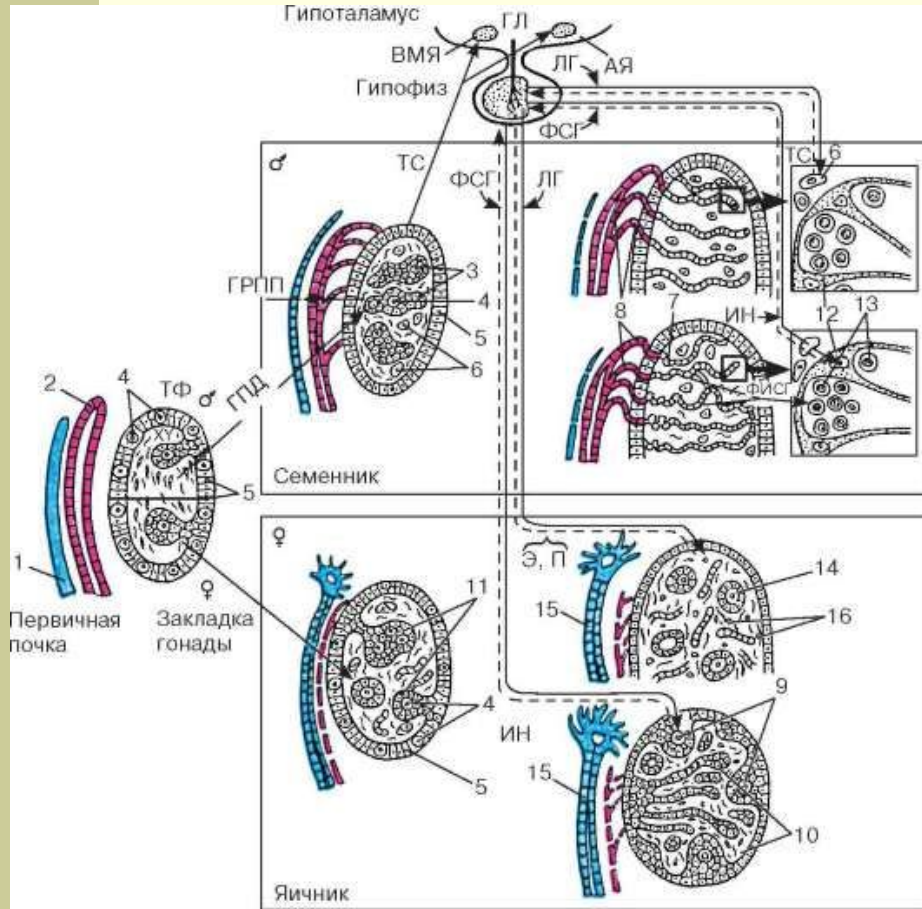 Гипоталамус
ГЛ
ВМЯ
АЯ
ЛГ
Гипофиз
ФСГ
♂
ТС
ФСГ
ЛГ
ТС 6
ГРПП
3
4
5
6
8
7
ИН
12
13
ФИСГ
2
4
ТФ ♂
ГПД
XY
5
Семенник
1
♀
Первичная
почка
Закладка
гонады
♀
11
4
5
Э, П
14
15
16
ИН
9
15
10
Яичник